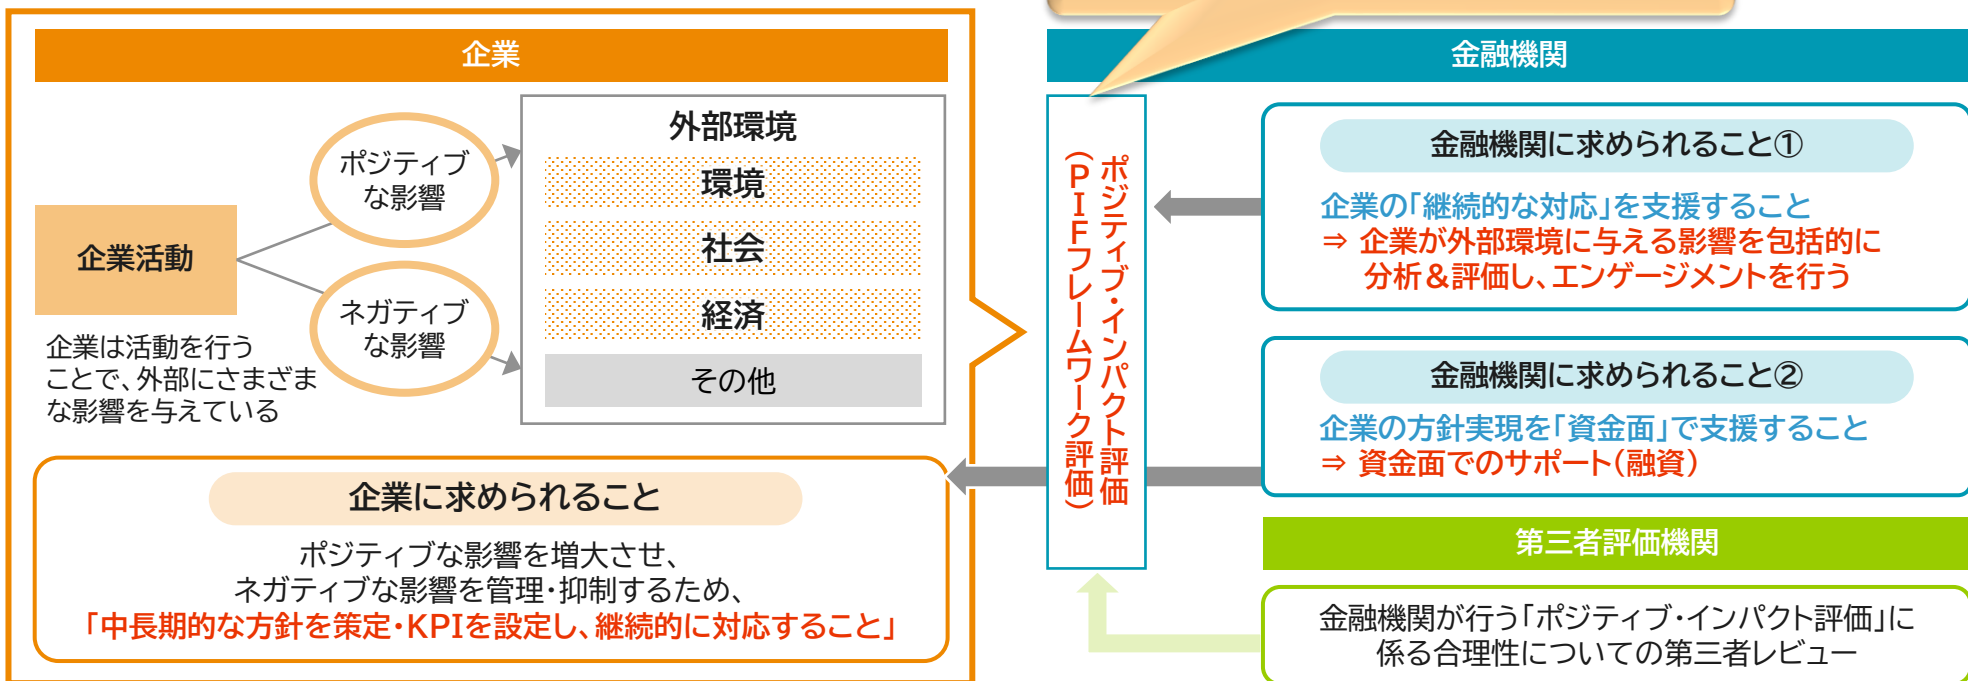 企業
企業活動
企業は活動を行う
ことで、外部にさまざま
な影響を与えている
ポジティブ
な影響
ネガティブ
な影響
外部環境
環境
社会
経済
その他
企業に求められること
ポジティブな影響を増大させ、
ネガティブな影響を管理・抑制するため、
「中長期的な方針を策定・KPIを設定し、継続的に対応すること」
金融機関
ポジティブ・インパクト評価
（PIFフレームワーク評価）
金融機関に求められること①
企業の「継続的な対応」を支援すること
⇒ 企業が外部環境に与える影響を包括的に
分析＆評価し、エンゲージメントを行う
金融機関に求められること②
企業の方針実現を「資金面」で支援すること
⇒ 資金面でのサポート（融資）
第三者評価機関
金融機関が行う「ポジティブ・インパクト評価」に
係る合理性についての第三者レビュー